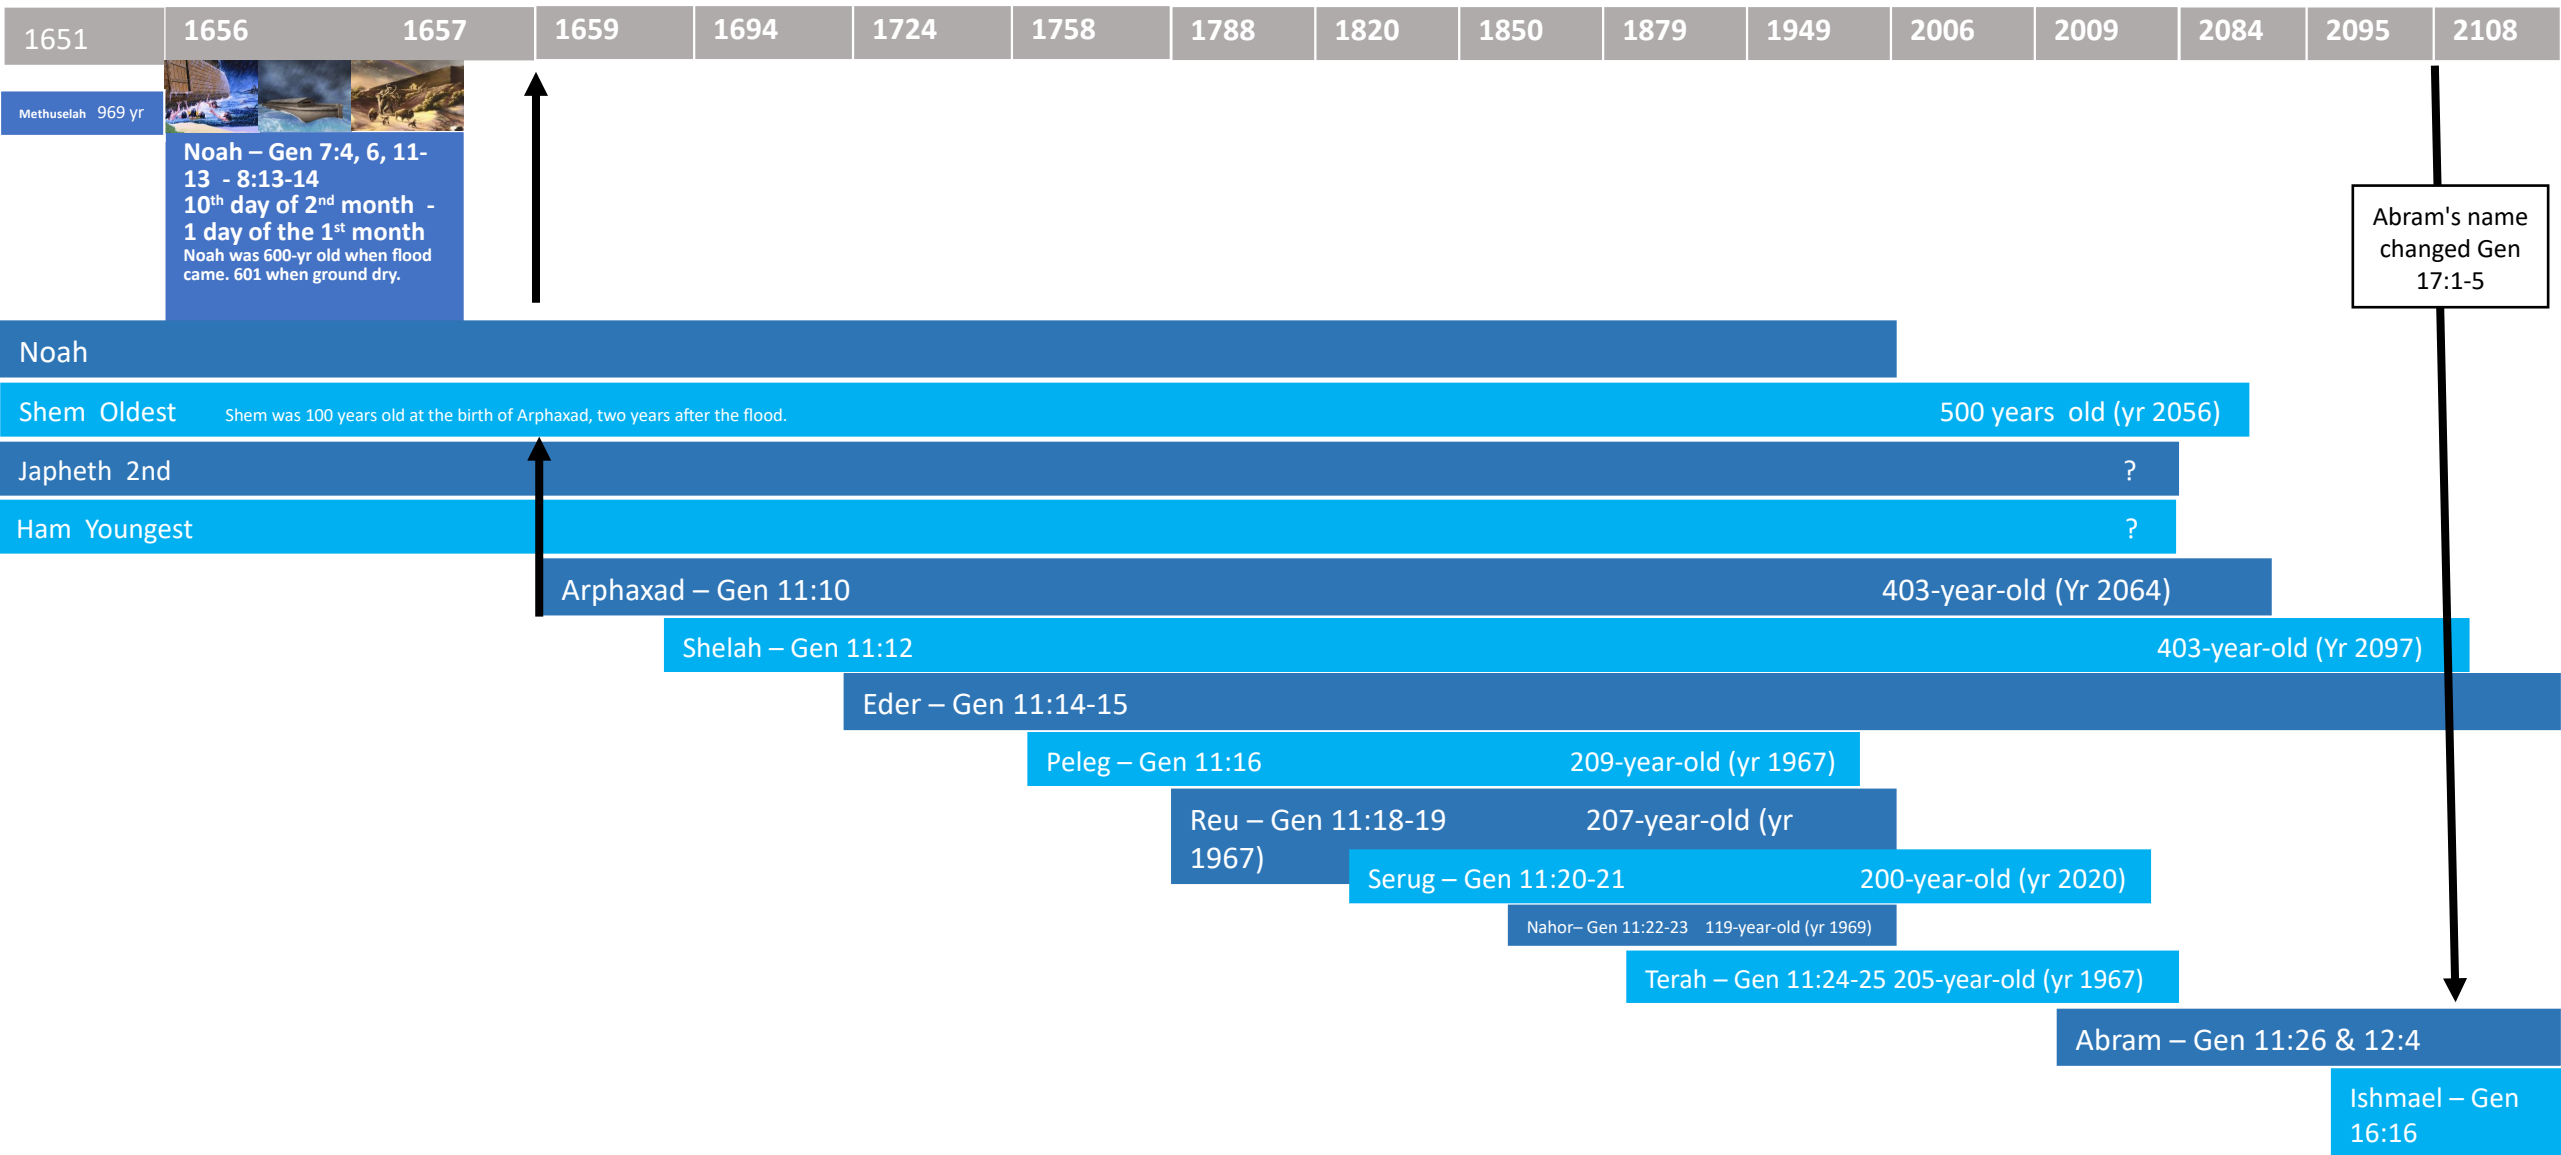 1651 1656 1657 1659 1694 1724 1758 1788 1820 1850 1879 1949 2006 2009 2084 2095 2108
Methuselah 969 yr
Noah – Gen 7:4, 6, 11-
13 - 8:13-14
10th day of 2nd month -
1 day of the 1st month
Noah was 600-yr old when flood
came. 601 when ground dry.
Abram's name
changed Gen
17:1-5
Noah
Shem Oldest Shem was 100 years old at the birth of Arphaxad, two years after the flood. 500 years old (yr 2056)
Japheth 2nd ?
Ham Youngest ?
Arphaxad – Gen 11:10 403-year-old (Yr 2064)
Shelah – Gen 11:12 403-year-old (Yr 2097)
Eder – Gen 11:14-15
Peleg – Gen 11:16 209-year-old (yr 1967)
Reu – Gen 11:18-19 207-year-old (yr
1967)
Serug – Gen 11:20-21 200-year-old (yr 2020)
Nahor– Gen 11:22-23 119-year-old (yr 1969)
Terah – Gen 11:24-25 205-year-old (yr 1967)
Abram – Gen 11:26 & 12:4
Ishmael – Gen
16:16